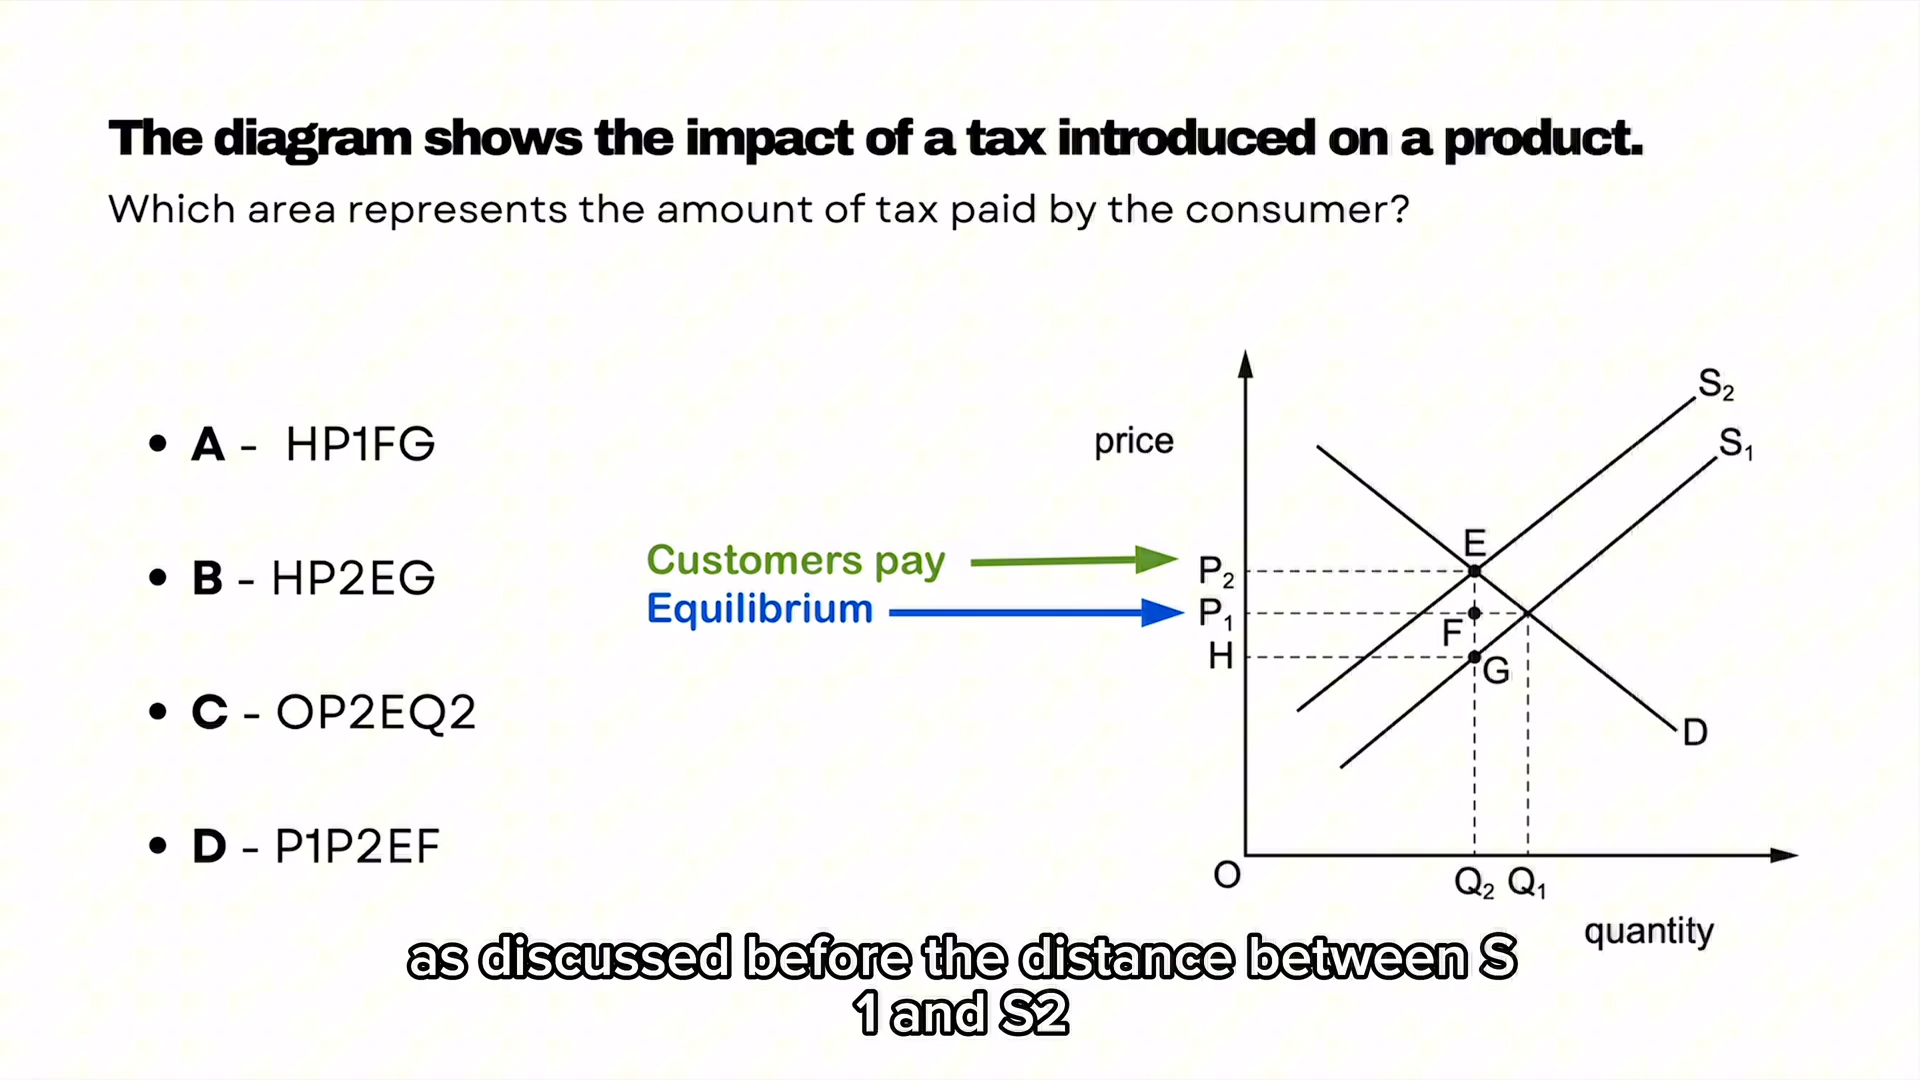 The diagram shows the impact of a tax introduced on a product.
Which area represents the amount of tax paid by the consumer?
• A - HP1FG
• B - HP2EG
• C - OP2EQ2
• D - P1P2EF
Customers pay
Equilibrium
price
S₂
S₁
E
P₂
P₁
F
H
G
D
O
Q₂ Q₁
quantity
as discussed before the distance between S
1 and S2